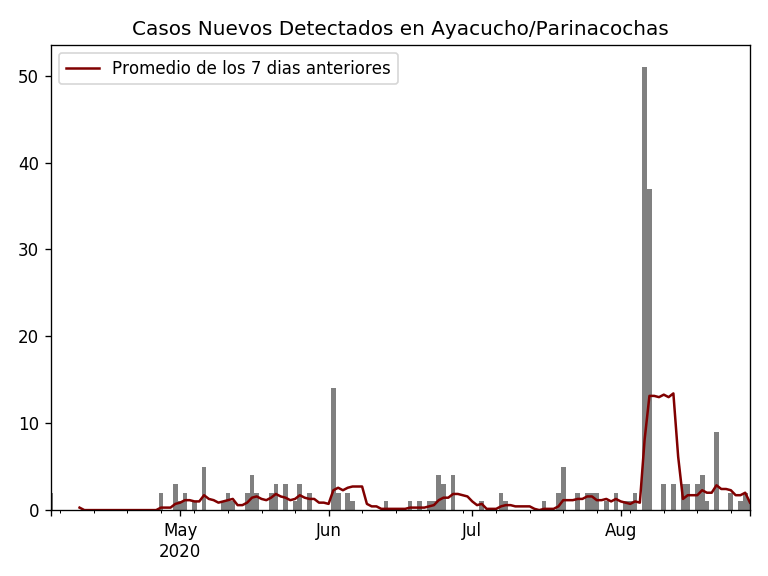 Casos Nuevos Detectados en Ayacucho/Parinacochas
Promedio de los 7 dias anteriores
50
40
30
20
10
0
May Jun Jul Aug
2020